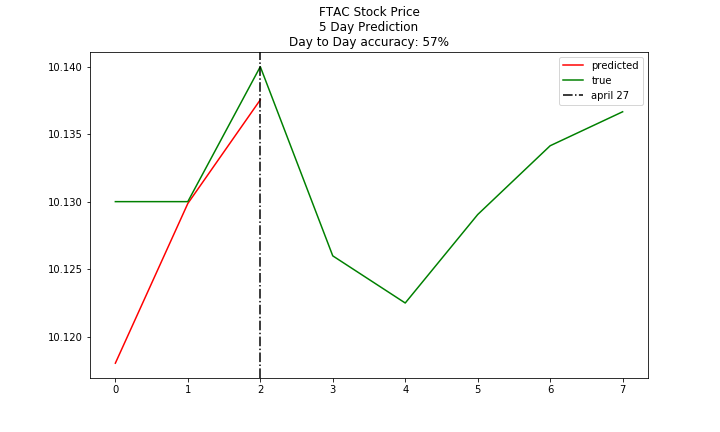 FTAC Stock Price
5 Day Prediction
Day to Day accuracy: 57%
predicted
true
april 27
10.140
10.135
10.130
10.125
10.120
0 1 2 3 4 5 6 7